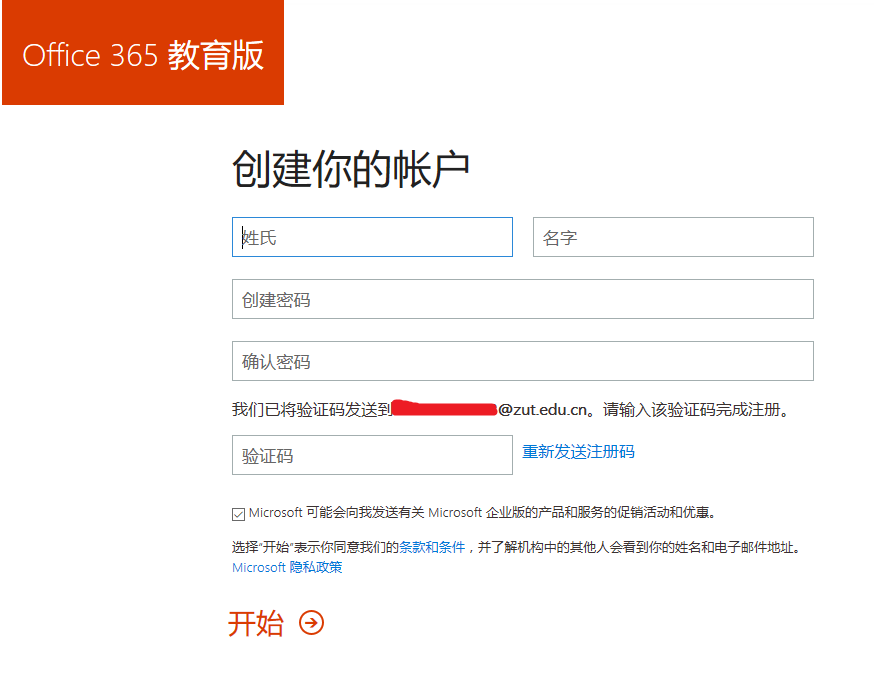 Office 365 教育版
创建你的帐户
姓氏 名字
创建密码
确认密码
我们已将验证码发送到@zut.edu.cn。请输入该验证码完成注册。
验证码 重新发送注册码
Microsoft 可能会向我发送有关 Microsoft 企业版的产品和服务的促销活动和优惠。
选择"开始"表示你同意我们的条款和条件，并了解机构中的其他人会看到你的姓名和电子邮件地址。
Microsoft 隐私政策
开始